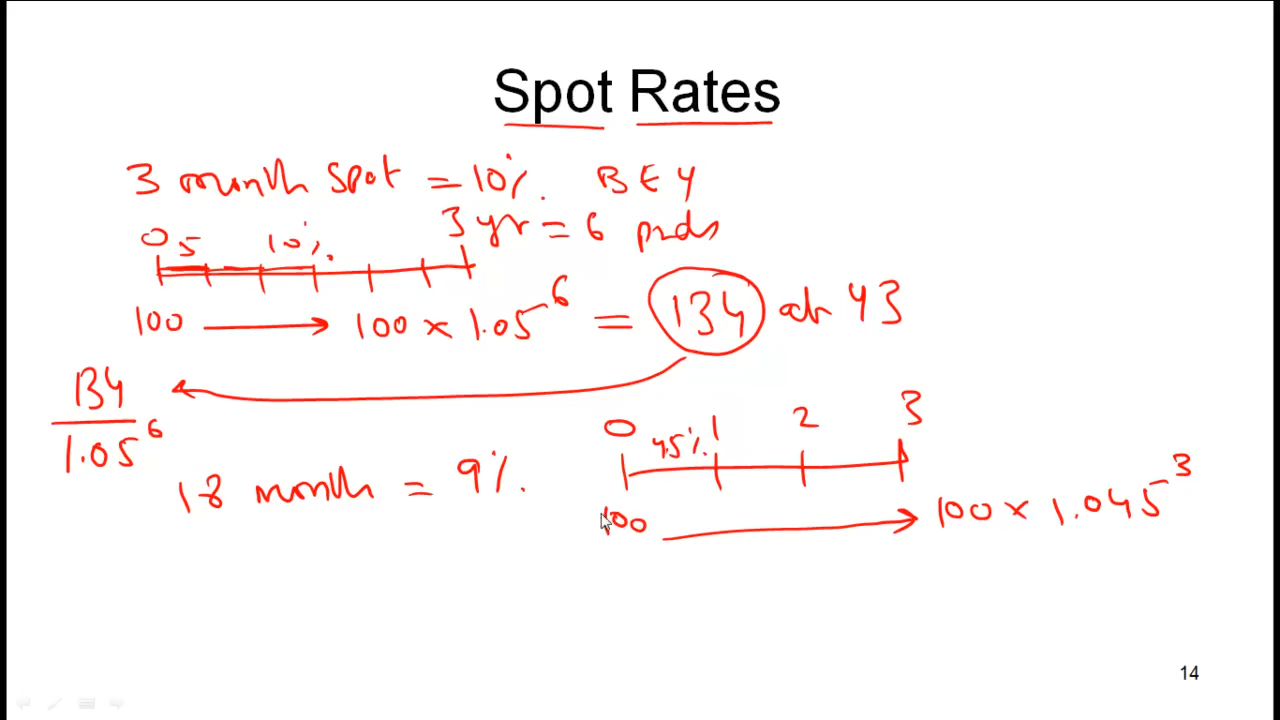 Spot Rates
3 month spot = 10%. BEY
0 5 10%. 3 yr = 6 prds
100 → 100 × 1.05^6 = 134 at Y3
134
1.05^6
0 4.5% 1 2 3
18 month = 9%.
100 → 100 × 1.045^3
14